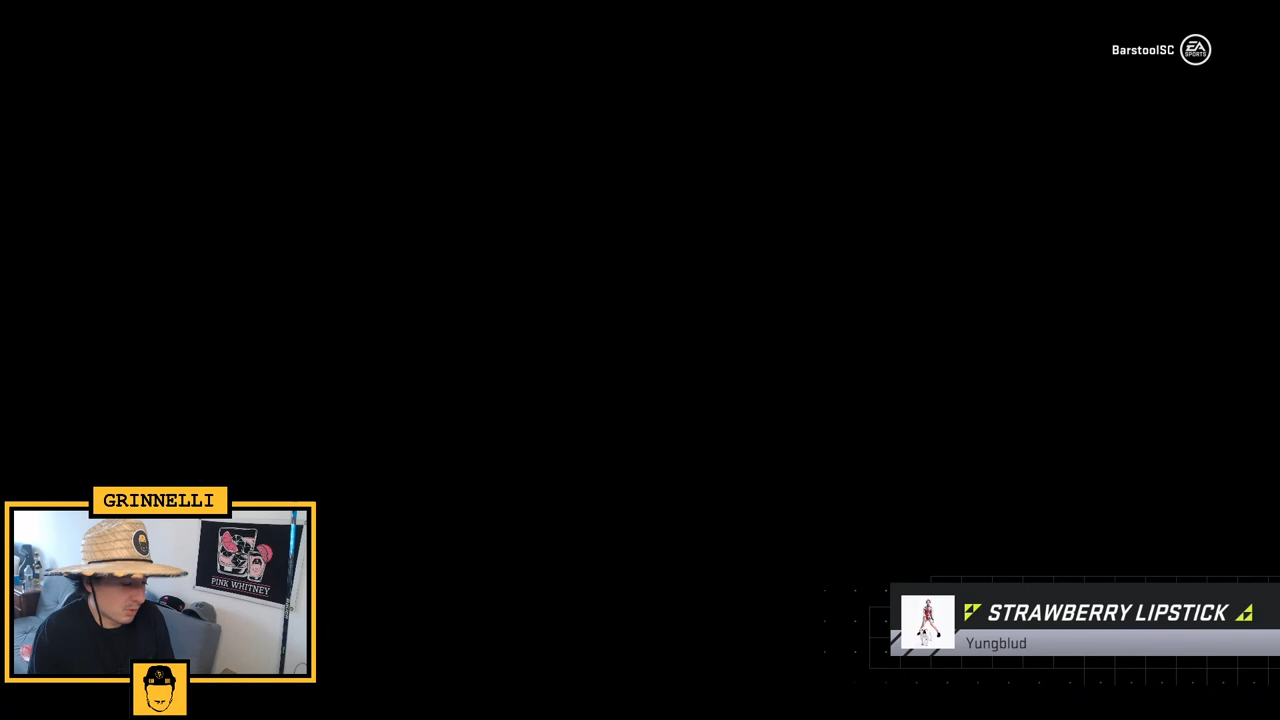 BarstoolSC
EA
SPORTS
GRINNELLI
PINK WHITNEY
STRAWBERRY LIPSTICK
Yungblud